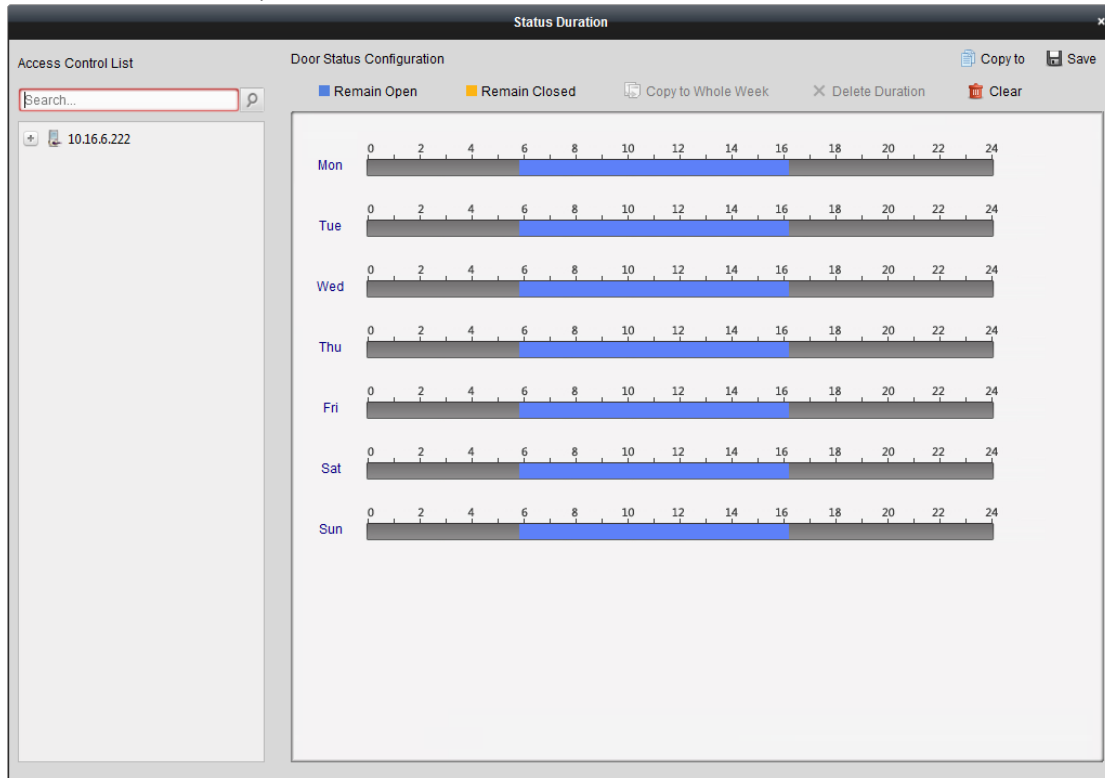 Status Duration ×
Access Control List
Search...
10.16.6.222
Door Status Configuration
Copy to Save
Remain Open Remain Closed Copy to Whole Week Delete Duration Clear
0 2 4 6 8 10 12 14 16 18 20 22 24
Mon
0 2 4 6 8 10 12 14 16 18 20 22 24
Tue
0 2 4 6 8 10 12 14 16 18 20 22 24
Wed
0 2 4 6 8 10 12 14 16 18 20 22 24
Thu
0 2 4 6 8 10 12 14 16 18 20 22 24
Fri
0 2 4 6 8 10 12 14 16 18 20 22 24
Sat
0 2 4 6 8 10 12 14 16 18 20 22 24
Sun